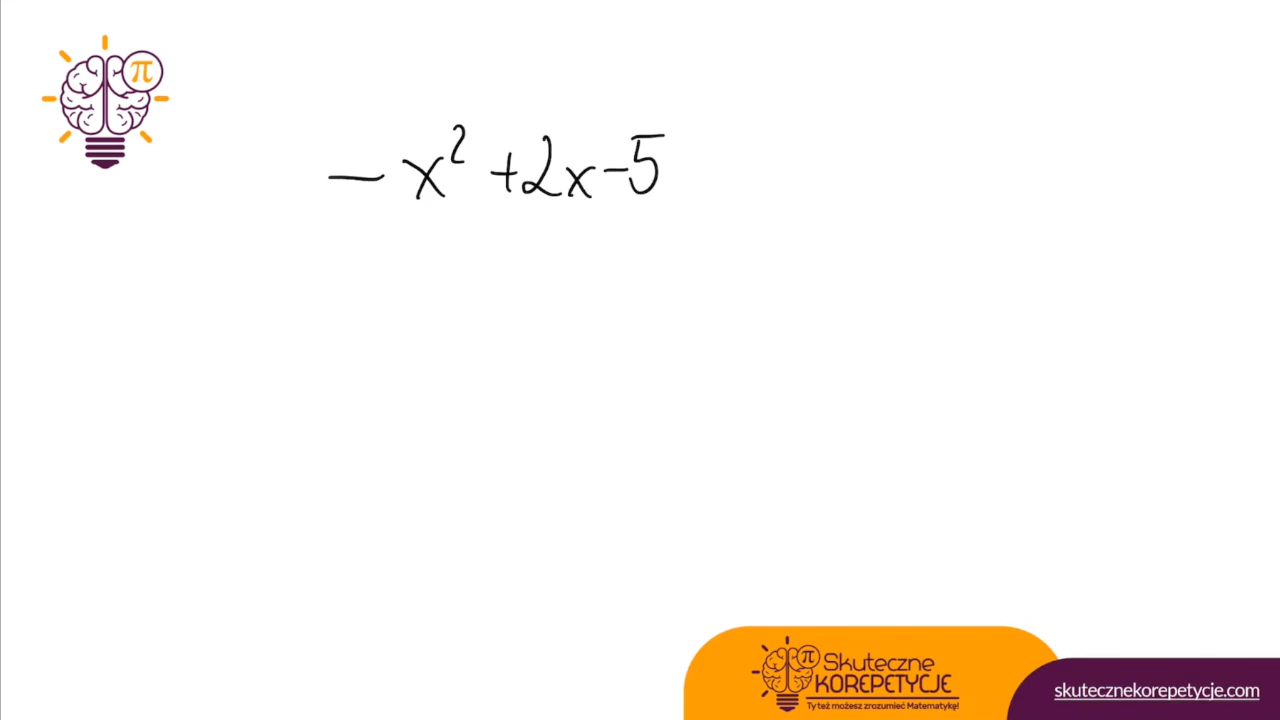 π
− x² + 2x − 5
π
Skuteczne
KOREPETYCJE
Ty też możesz zrozumieć Matematykę!
skutecznekorepetycje.com